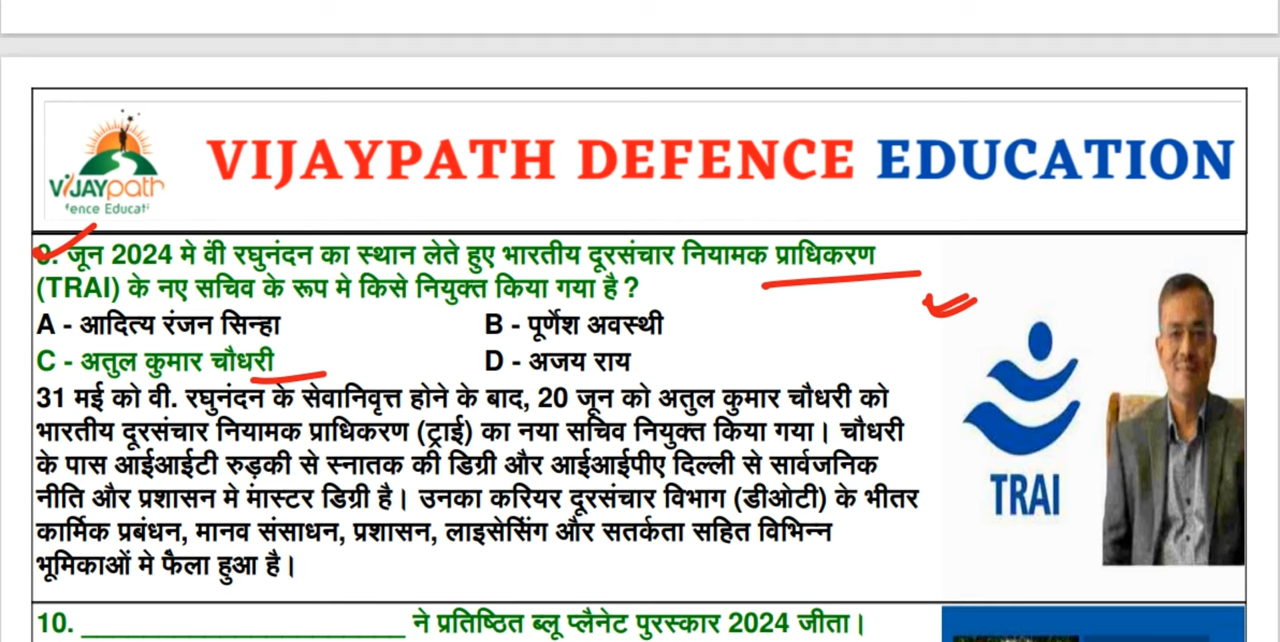 VIJAYPATH DEFENCE EDUCATION
VIJAYpath
fence Educati
9. जून 2024 मे वी रघुनंदन का स्थान लेते हुए भारतीय दूरसंचार नियामक प्राधिकरण
(TRAI) के नए सचिव के रूप मे किसे नियुक्त किया गया है ?
A - आदित्य रंजन सिन्हा
B - पूर्णेश अवस्थी
C - अतुल कुमार चौधरी
D - अजय राय
31 मई को वी. रघुनंदन के सेवानिवृत्त होने के बाद, 20 जून को अतुल कुमार चौधरी को
भारतीय दूरसंचार नियामक प्राधिकरण (ट्राई) का नया सचिव नियुक्त किया गया। चौधरी
के पास आईआईटी रुड़की से स्नातक की डिग्री और आईआईपीए दिल्ली से सार्वजनिक
नीति और प्रशासन मे मास्टर डिग्री है। उनका करियर दूरसंचार विभाग (डीओटी) के भीतर
कार्मिक प्रबंधन, मानव संसाधन, प्रशासन, लाइसेसिंग और सतर्कता सहित विभिन्न
भूमिकाओं मे फैला हुआ है।
TRAI
10. ______________________ ने प्रतिष्ठित ब्लू प्लैनेट पुरस्कार 2024 जीता।